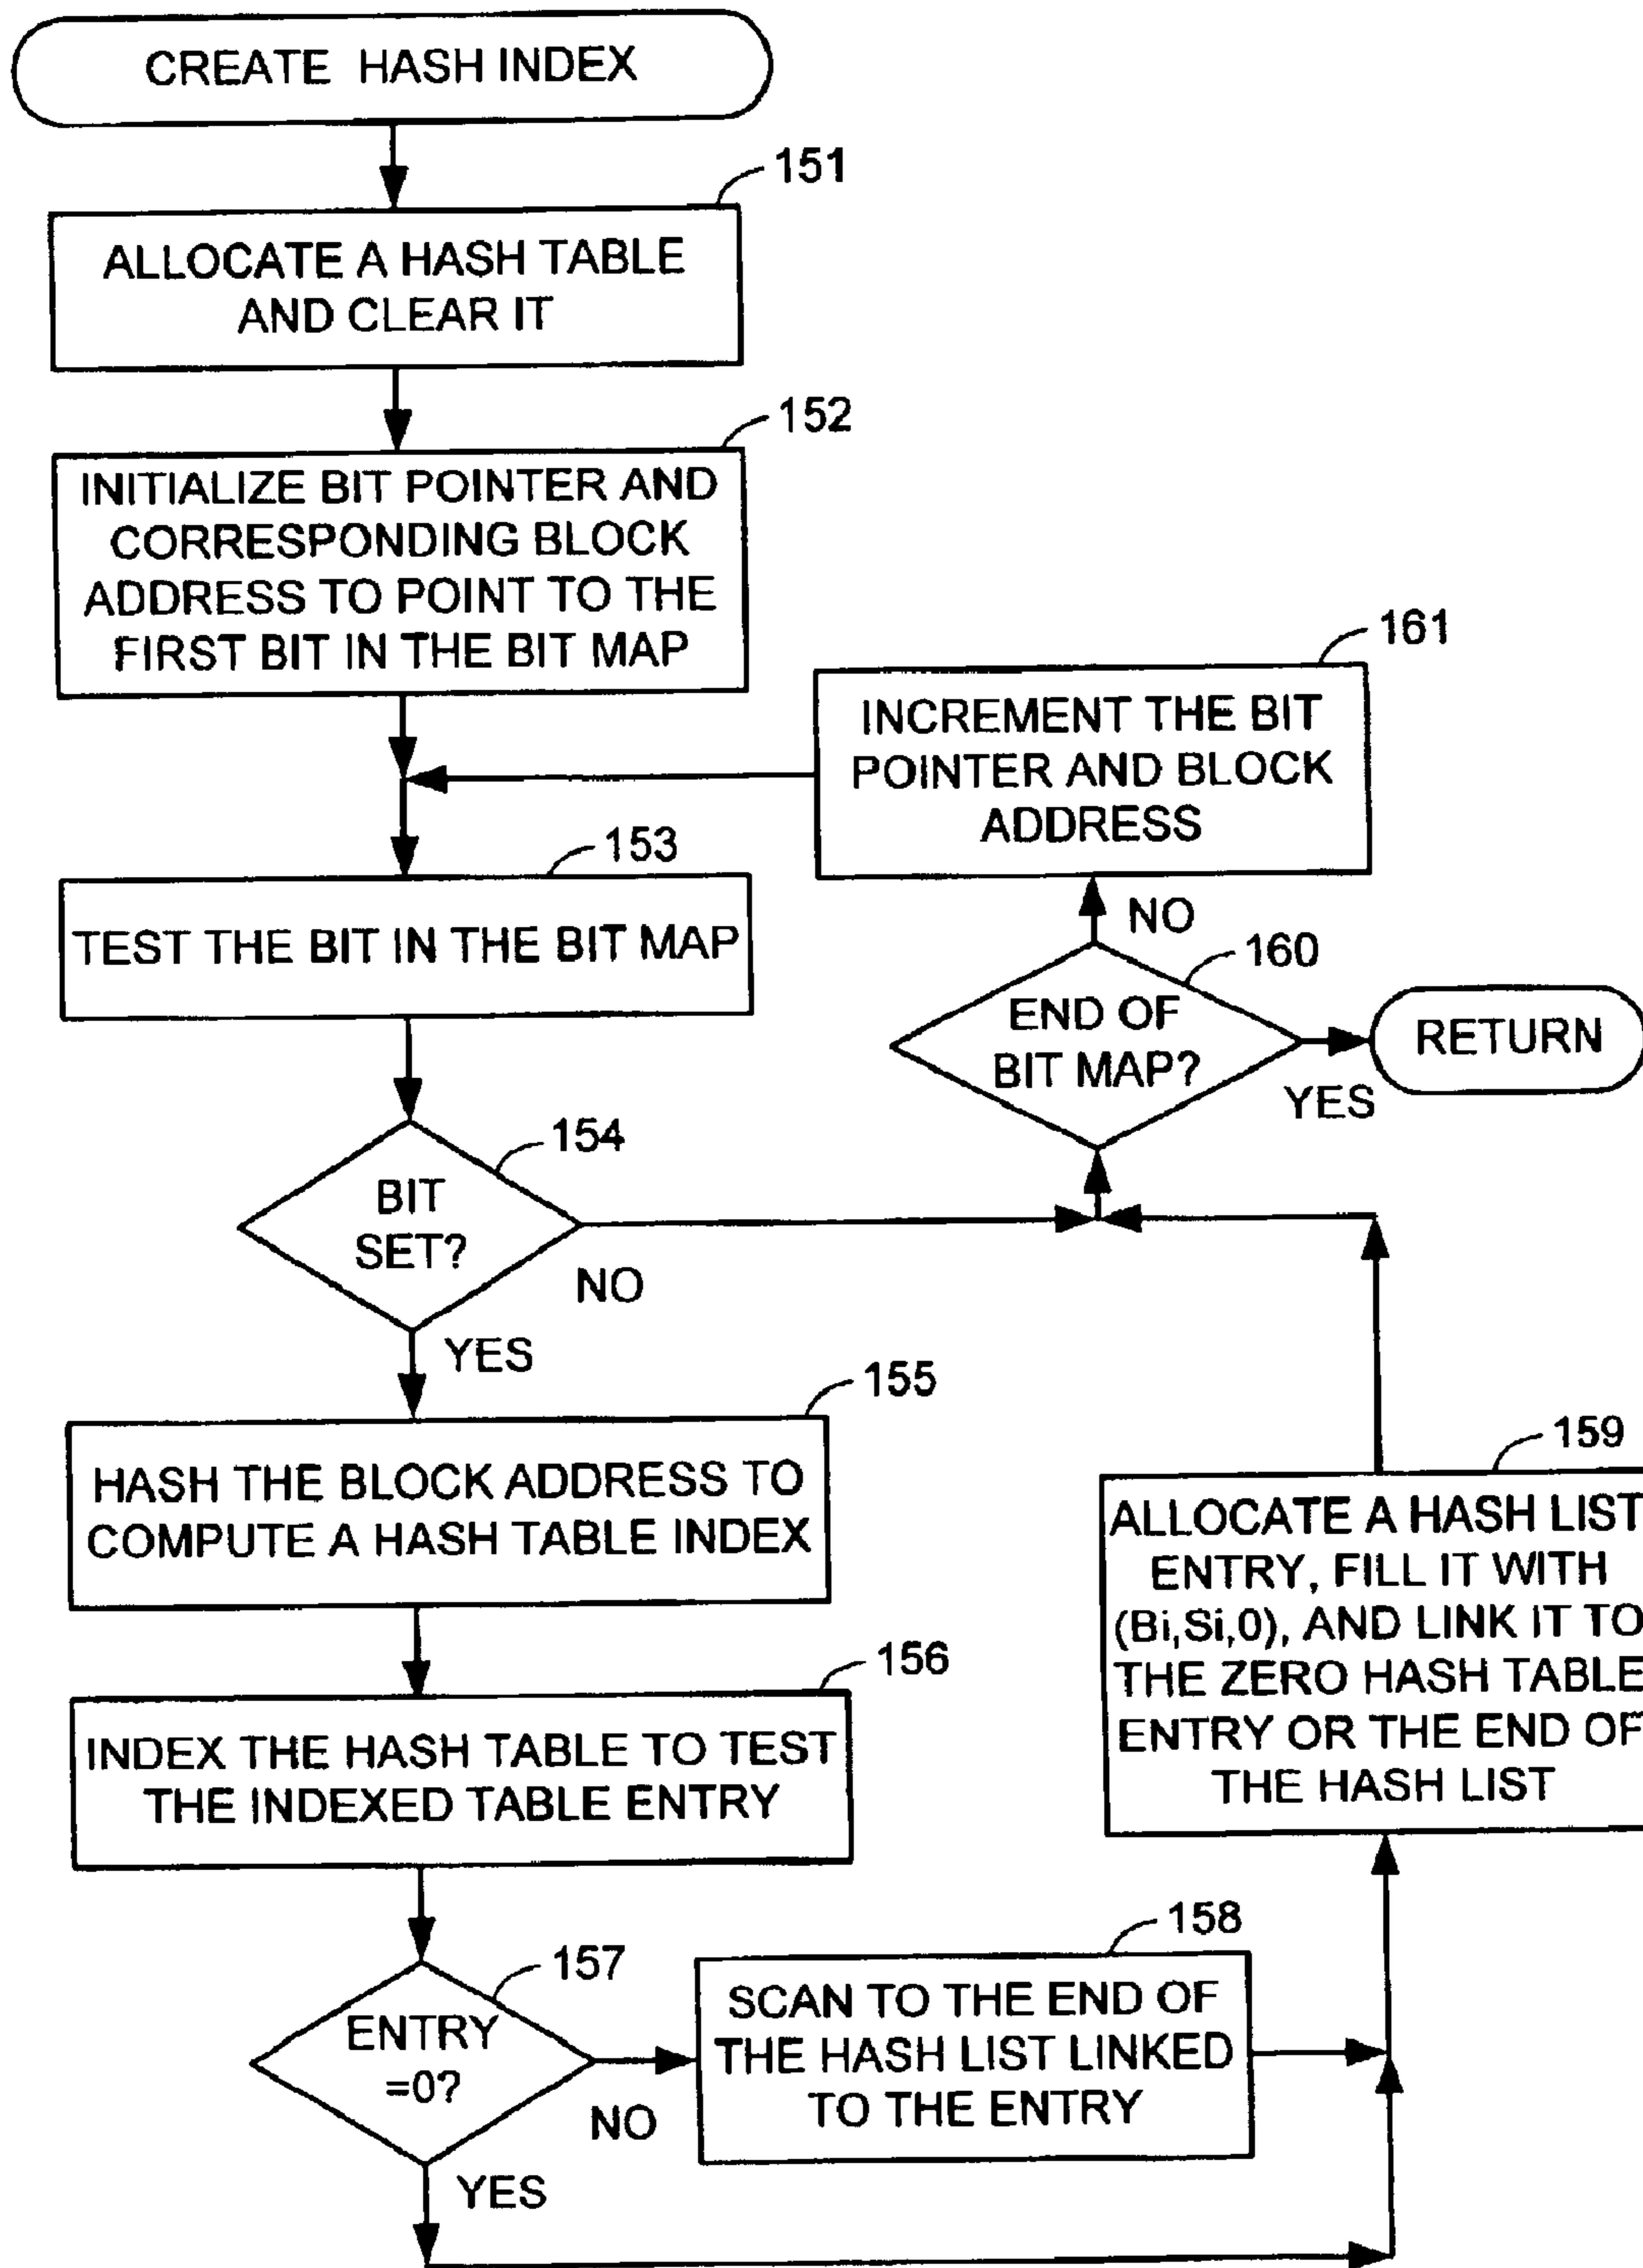 CREATE HASH INDEX
151
ALLOCATE A HASH TABLE
AND CLEAR IT
152
INITIALIZE BIT POINTER AND
CORRESPONDING BLOCK
ADDRESS TO POINT TO THE
FIRST BIT IN THE BIT MAP
161
INCREMENT THE BIT
POINTER AND BLOCK
ADDRESS
153
TEST THE BIT IN THE BIT MAP
NO
160
END OF
BIT MAP?
YES
RETURN
154
BIT
SET?
NO
YES
155
HASH THE BLOCK ADDRESS TO
COMPUTE A HASH TABLE INDEX
159
ALLOCATE A HASH LIST
ENTRY, FILL IT WITH
(Bi,Si,0), AND LINK IT TO
THE ZERO HASH TABLE
ENTRY OR THE END OF
THE HASH LIST
156
INDEX THE HASH TABLE TO TEST
THE INDEXED TABLE ENTRY
157
ENTRY
=0?
NO
YES
158
SCAN TO THE END OF
THE HASH LIST LINKED
TO THE ENTRY